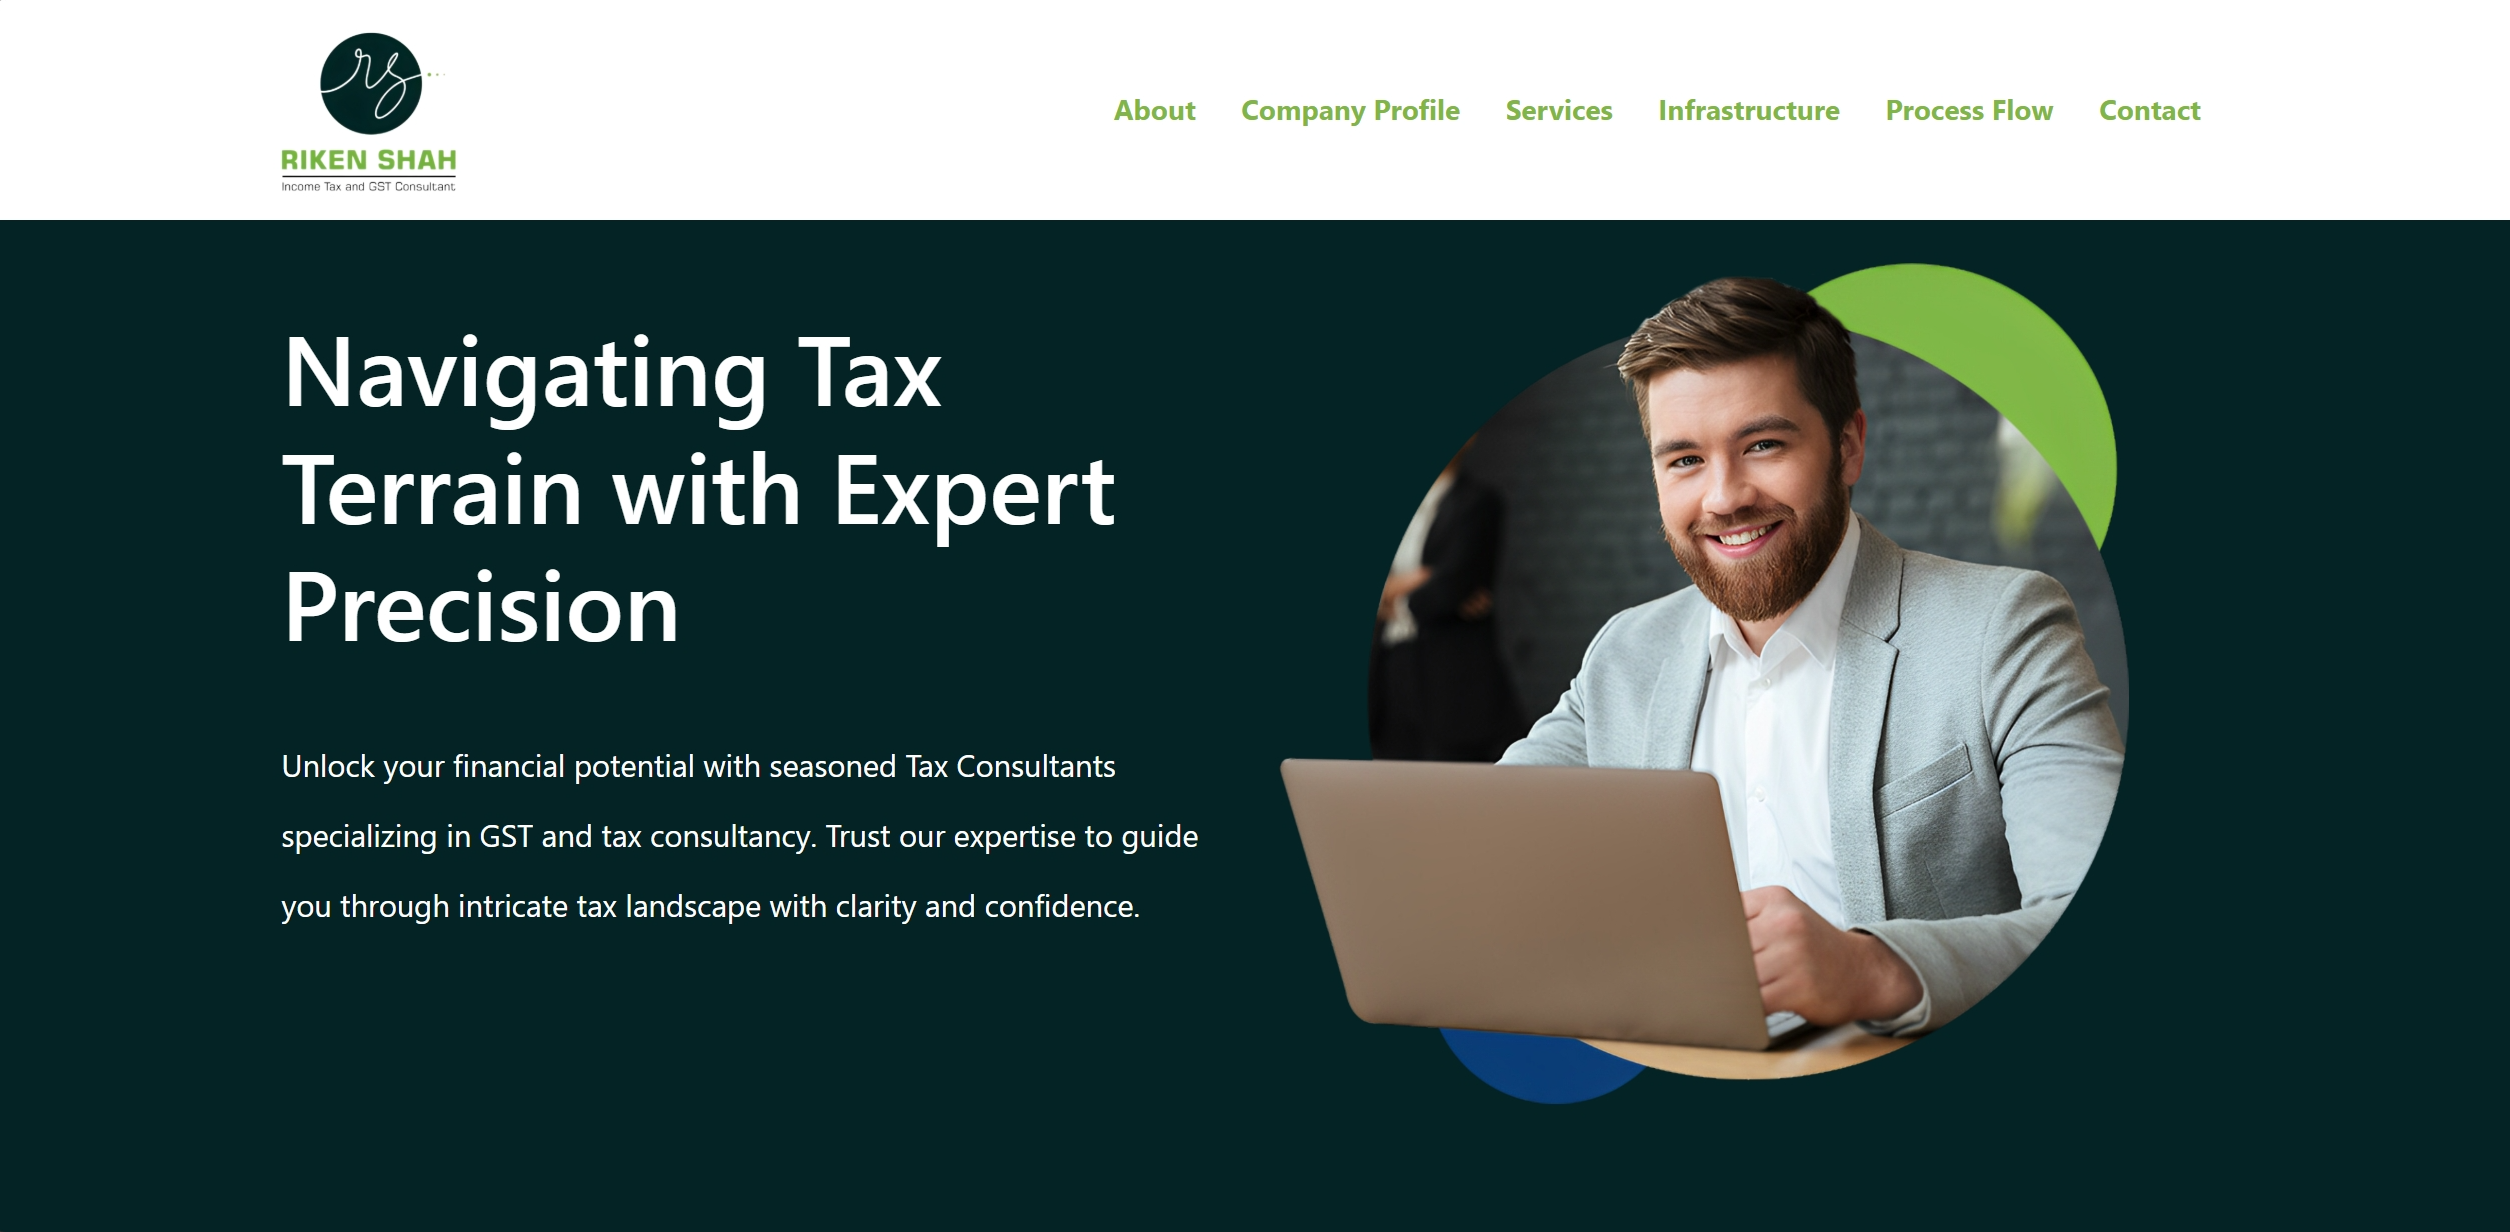 rs
RIKEN SHAH
Income Tax and GST Consultant
About
Company Profile
Services
Infrastructure
Process Flow
Contact
Navigating Tax
Terrain with Expert
Precision
Unlock your financial potential with seasoned Tax Consultants
specializing in GST and tax consultancy. Trust our expertise to guide
you through intricate tax landscape with clarity and confidence.